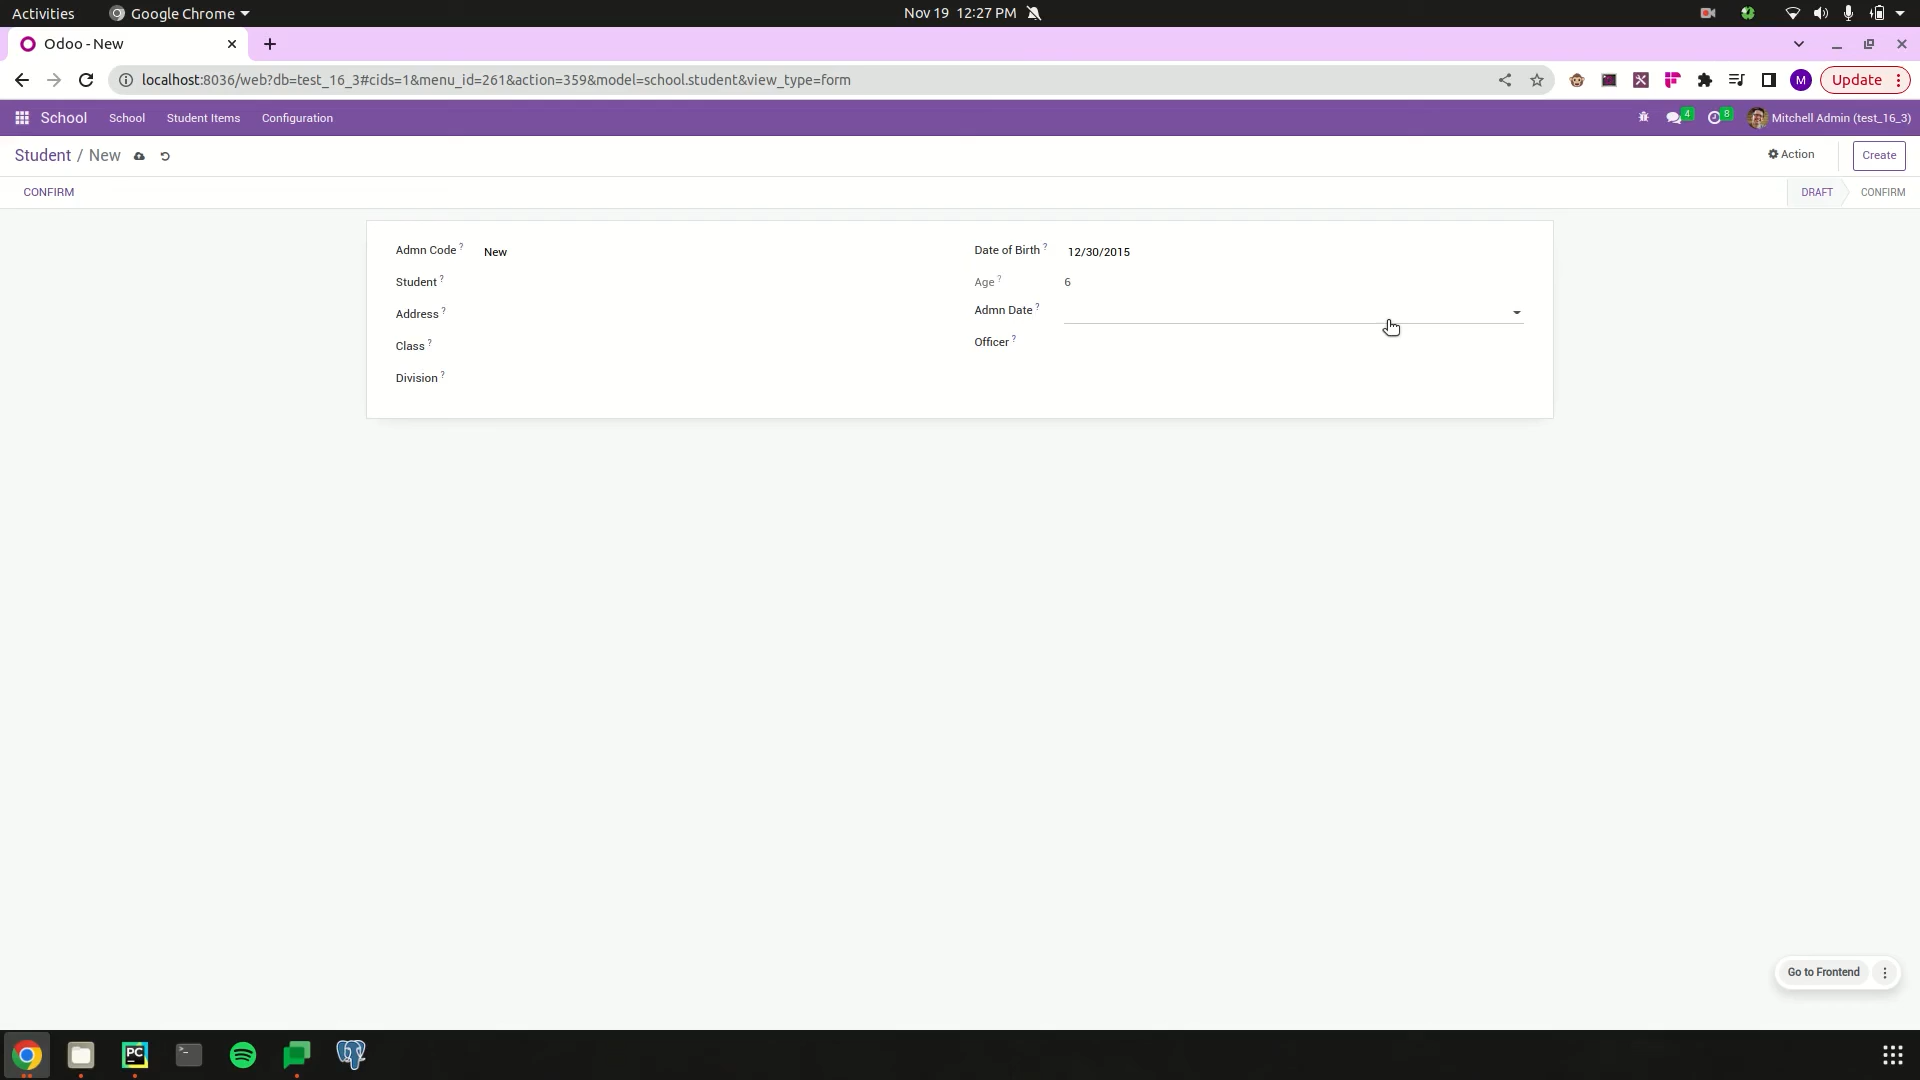 Activities
Google Chrome
Nov 19 12:27 PM
Odoo - New
localhost:8036/web?db=test_16_3#cids=1&menu_id=261&action=359&model=school.student&view_type=form
M
Update
School
School
Student Items
Configuration
4
8
Mitchell Admin (test_16_3)
Student / New
Action
Create
CONFIRM
DRAFT
CONFIRM
Admn Code ?
New
Date of Birth ?
12/30/2015
Student ?
Age ?
6
Address ?
Admn Date ?
Class ?
Officer ?
Division ?
Go to Frontend
PC